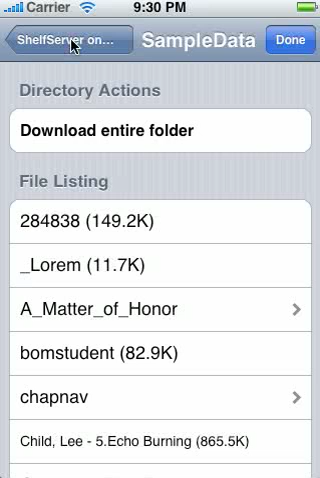 Carrier 9:30 PM
ShelfServer on... SampleData Done
Directory Actions
Download entire folder
File Listing
284838 (149.2K)
_Lorem (11.7K)
A_Matter_of_Honor
bomstudent (82.9K)
chapnav
Child, Lee - 5.Echo Burning (865.5K)